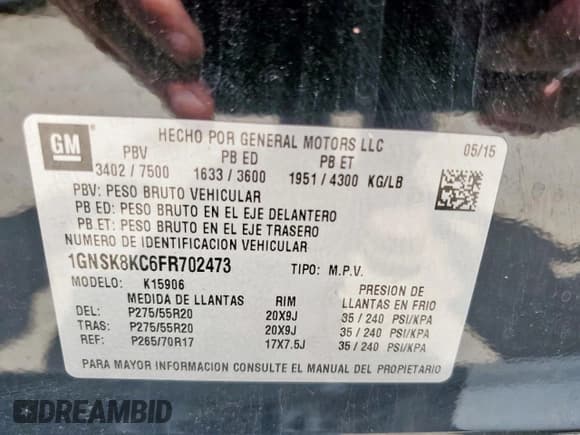 GM
HECHO POR GENERAL MOTORS LLC 05/15
PBV PB ED PB ET
3402 / 7500 1633 / 3600 1951 / 4300 KG/LB
PBV: PESO BRUTO VEHICULAR
PB ED: PESO BRUTO EN EL EJE DELANTERO
PB ET: PESO BRUTO EN EL EJE TRASERO
NUMERO DE IDENTIFICACION VEHICULAR
1GNSK8KC6FR702473 TIPO: M.P.V.
MODELO: K15906 PRESION DE
MEDIDA DE LLANTAS RIM LLANTAS EN FRIO
DEL: P275/55R20 20X9J 35 / 240 PSI/KPA
TRAS: P275/55R20 20X9J 35 / 240 PSI/KPA
REF: P265/70R17 17X7.5J 35 / 240 PSI/KPA
PARA MAYOR INFORMACION CONSULTE EL MANUAL DEL PROPIETARIO
DREAMBID